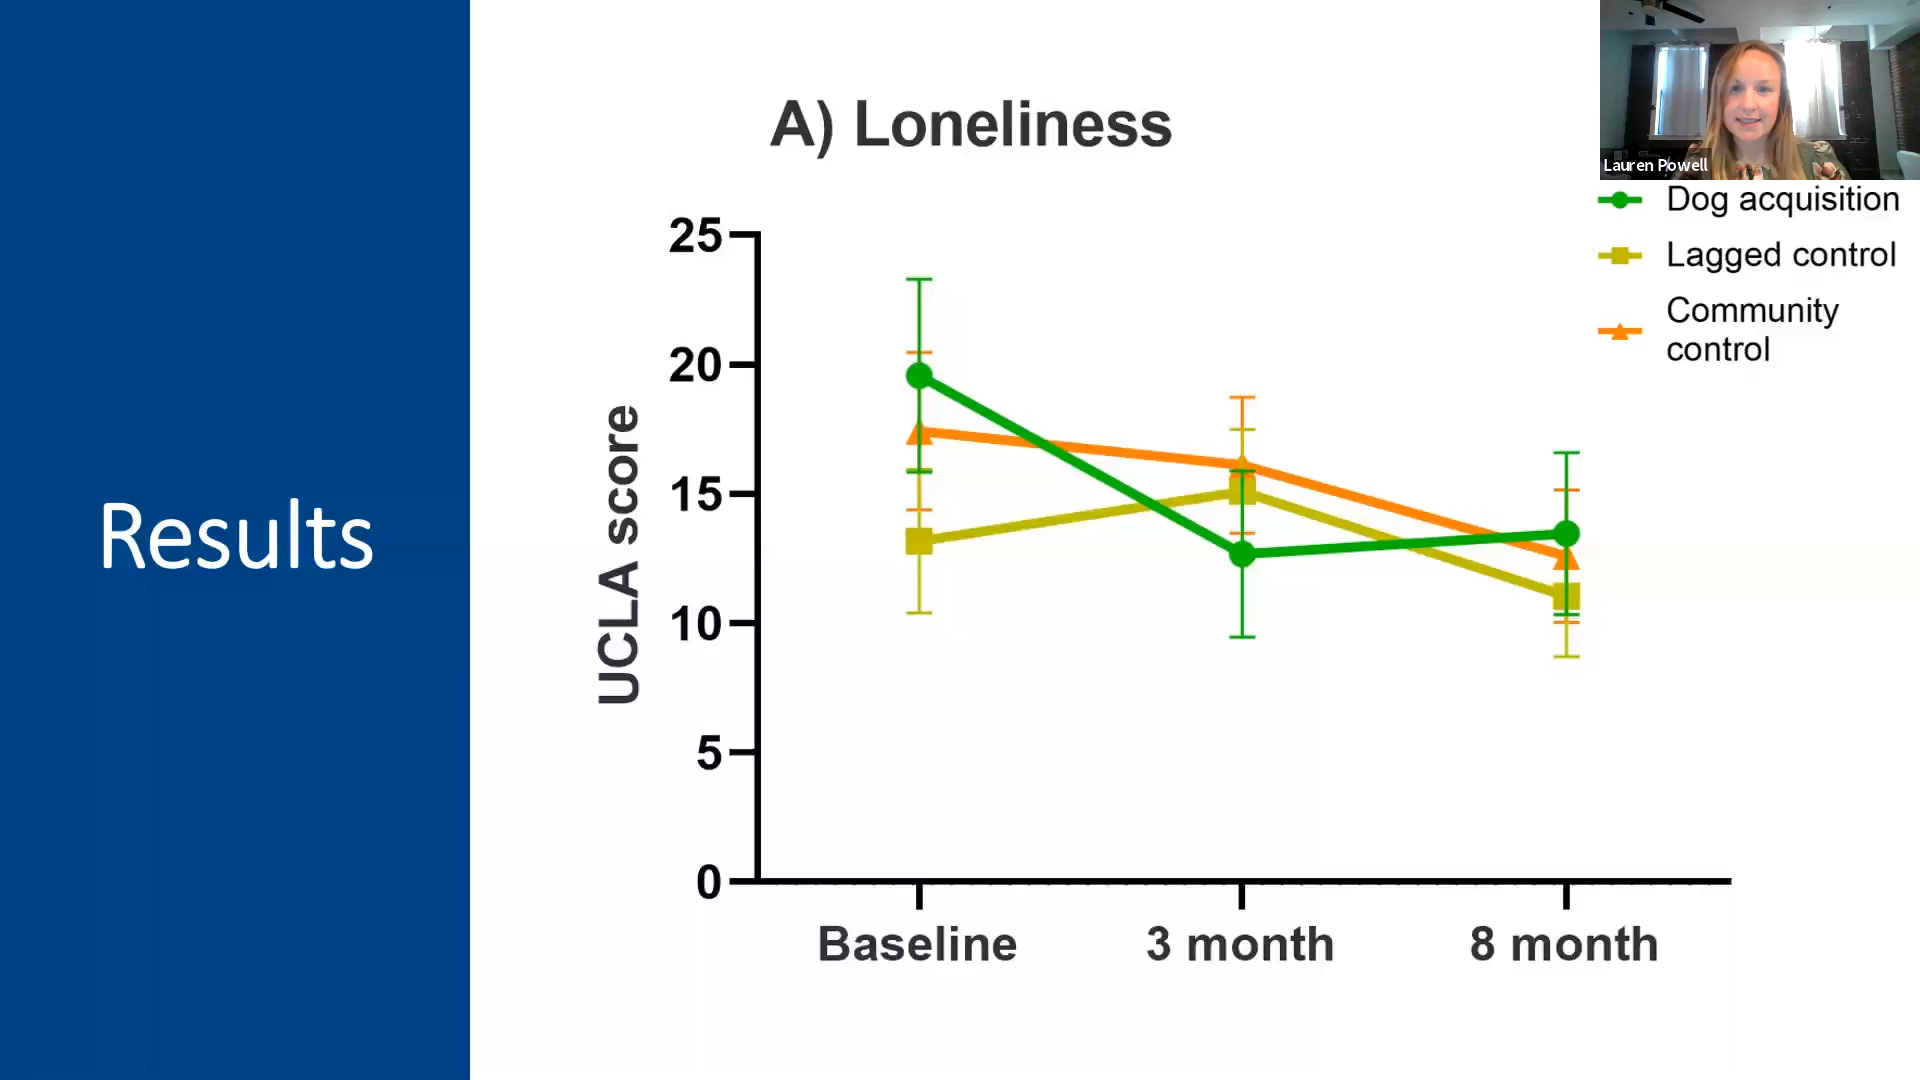 Results
A) Loneliness
Lauren Powell
Dog acquisition
Lagged control
Community
control
UCLA score
25
20
15
10
5
0
Baseline
3 month
8 month